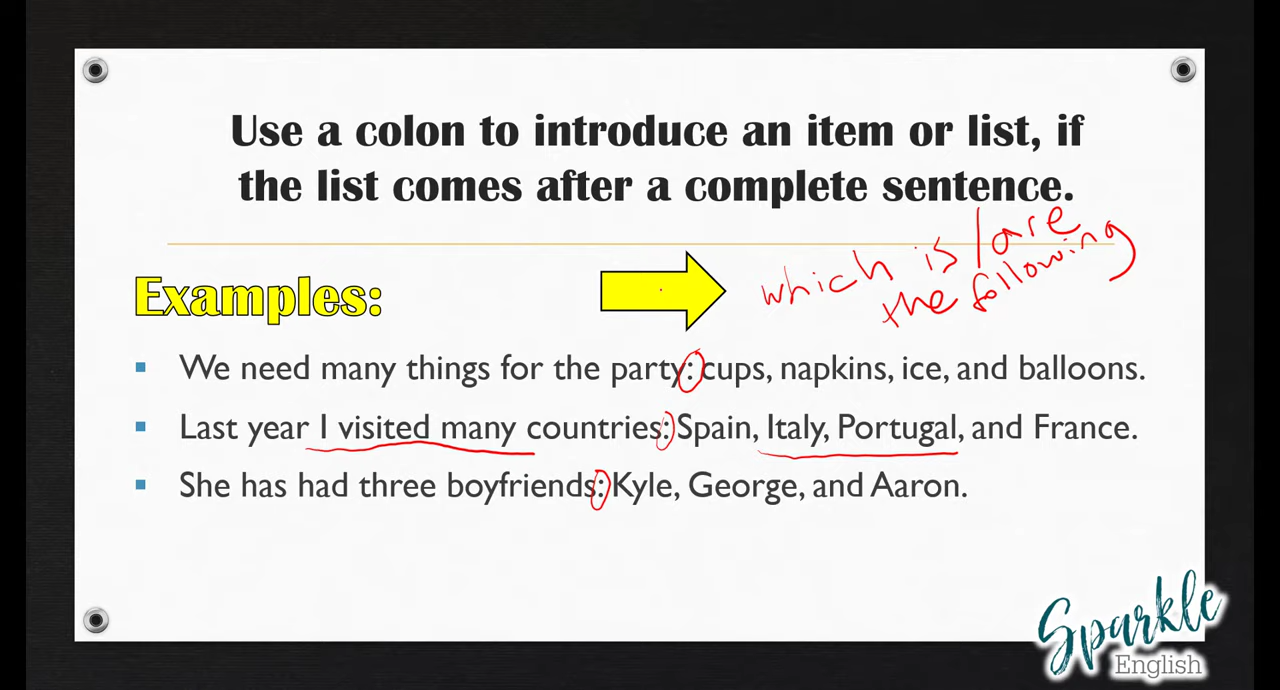 Use a colon to introduce an item or list, if
the list comes after a complete sentence.
which is/are
the following
Examples:
▪ We need many things for the party: cups, napkins, ice, and balloons.
▪ Last year I visited many countries: Spain, Italy, Portugal, and France.
▪ She has had three boyfriends: Kyle, George, and Aaron.
Sparkle
English